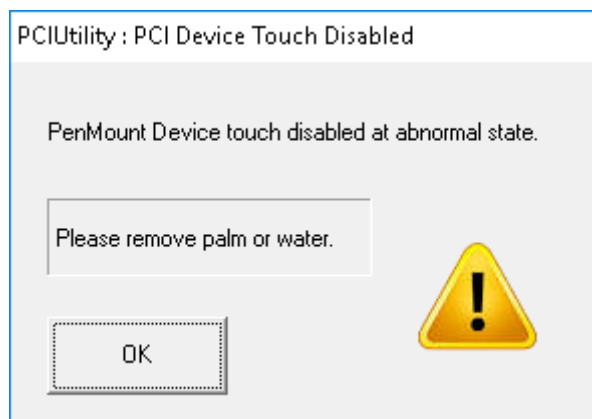 PCIUtility : PCI Device Touch Disabled
PenMount Device touch disabled at abnormal state.
Please remove palm or water.
OK